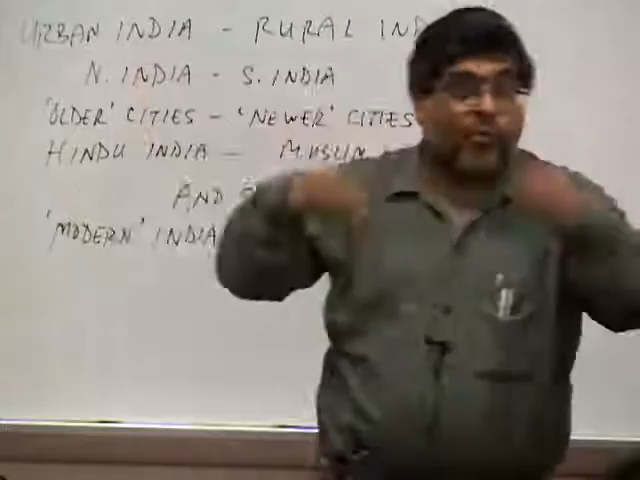 URBAN INDIA - RURAL IND
N. INDIA - S. INDIA
'OLDER' CITIES - 'NEWER' CITIES
HINDU INDIA - MUSLIM
AND
'MODERN' INDIA